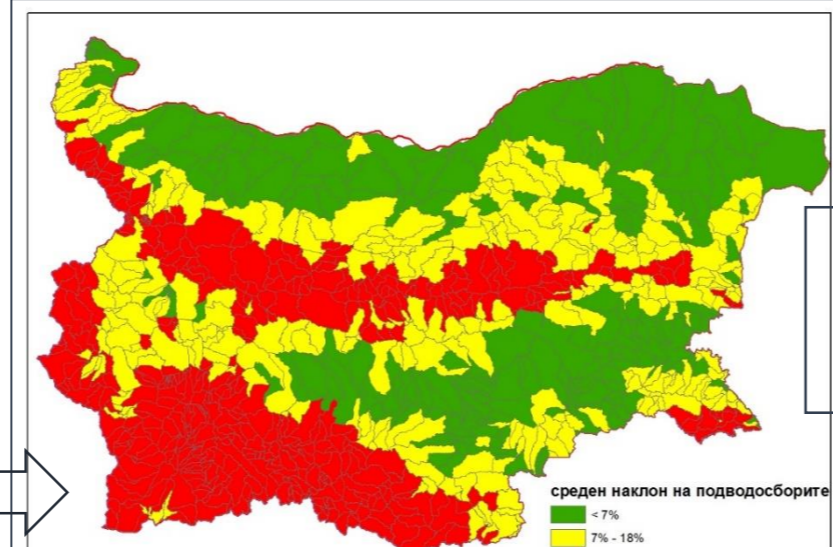 среден наклон на подводосборите
< 7%
7% - 18%